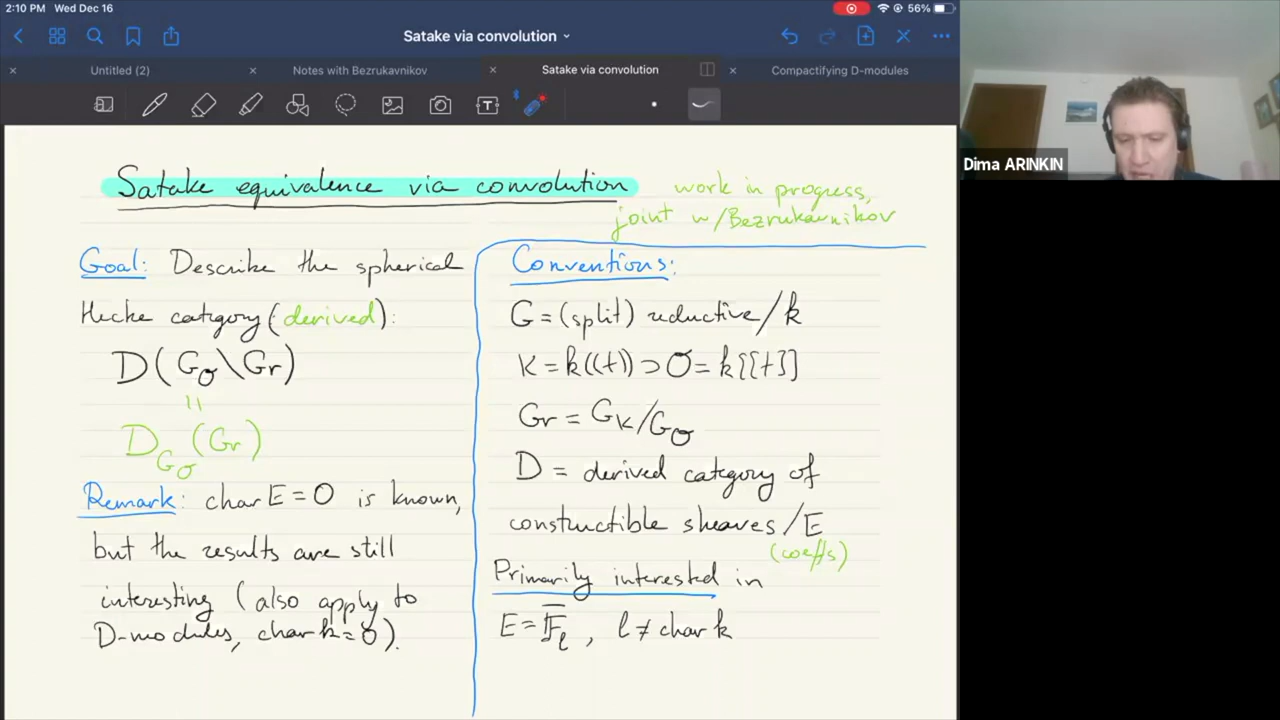 2:10 PM Wed Dec 16
56%
Satake via convolution
Untitled (2)
Notes with Bezrukavnikov
Satake via convolution
Compactifying D-modules
Dima ARINKIN
Satake equivalence via convolution
work in progress,
joint w/Bezrukavnikov
Goal: Describe the spherical
Hecke category (derived):
D(G_O\Gr)
=
D_{G_O}(Gr)
Remark: char E = 0 is known,
but the results are still
interesting (also apply to
D-modules, char k = 0).
Conventions:
G = (split) reductive / k
K = k((t)) ⊃ O = k[[t]]
Gr = G_K/G_O
D = derived category of
constructible sheaves / E
(coeffs)
Primarily interested in
E = F̅_l, l ≠ char k